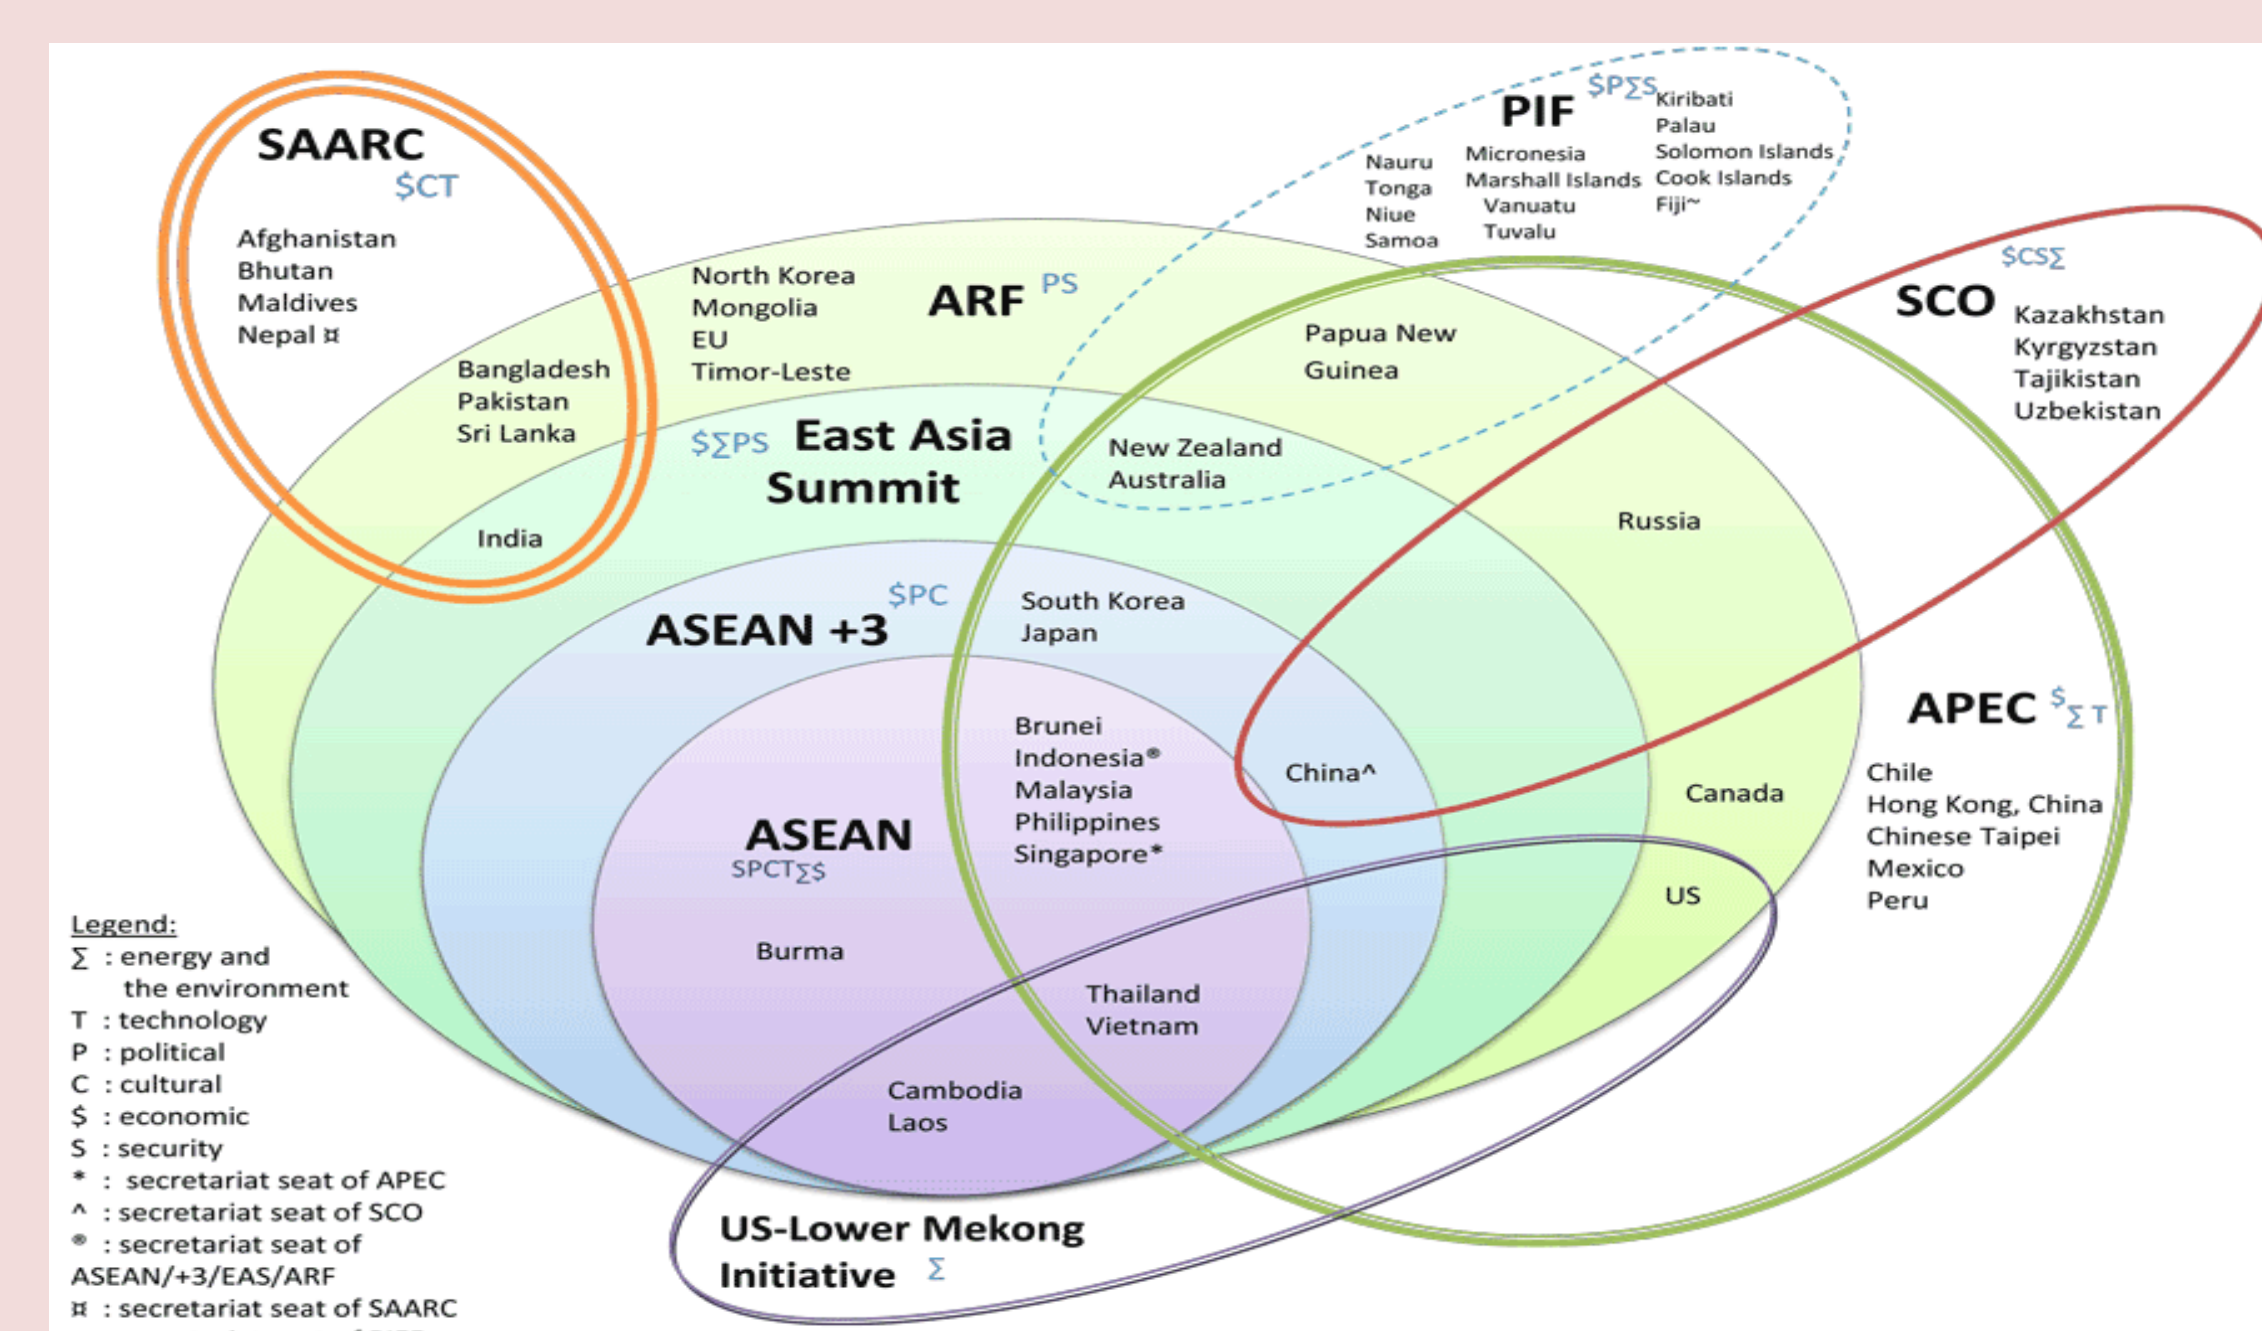 SAARC
$CT
Afghanistan
Bhutan
Maldives
Nepal ¤
Bangladesh
Pakistan
Sri Lanka
India
North Korea
Mongolia
EU
Timor-Leste
ARF PS
PIF $P∑S
Nauru
Tonga
Niue
Samoa
Micronesia
Marshall Islands
Vanuatu
Tuvalu
Kiribati
Palau
Solomon Islands
Cook Islands
Fiji~
Papua New
Guinea
$CS∑
SCO
Kazakhstan
Kyrgyzstan
Tajikistan
Uzbekistan
$∑PS East Asia
Summit
New Zealand
Australia
Russia
$PC
ASEAN +3
South Korea
Japan
Brunei
Indonesia®
Malaysia
Philippines
Singapore*
China^
Canada
US
APEC $∑ T
Chile
Hong Kong, China
Chinese Taipei
Mexico
Peru
ASEAN
SPCT∑$
Burma
Thailand
Vietnam
Cambodia
Laos
US-Lower Mekong
Initiative ∑
Legend:
∑ : energy and
the environment
T : technology
P : political
C : cultural
$ : economic
S : security
* : secretariat seat of APEC
^ : secretariat seat of SCO
® : secretariat seat of
ASEAN/+3/EAS/ARF
¤ : secretariat seat of SAARC